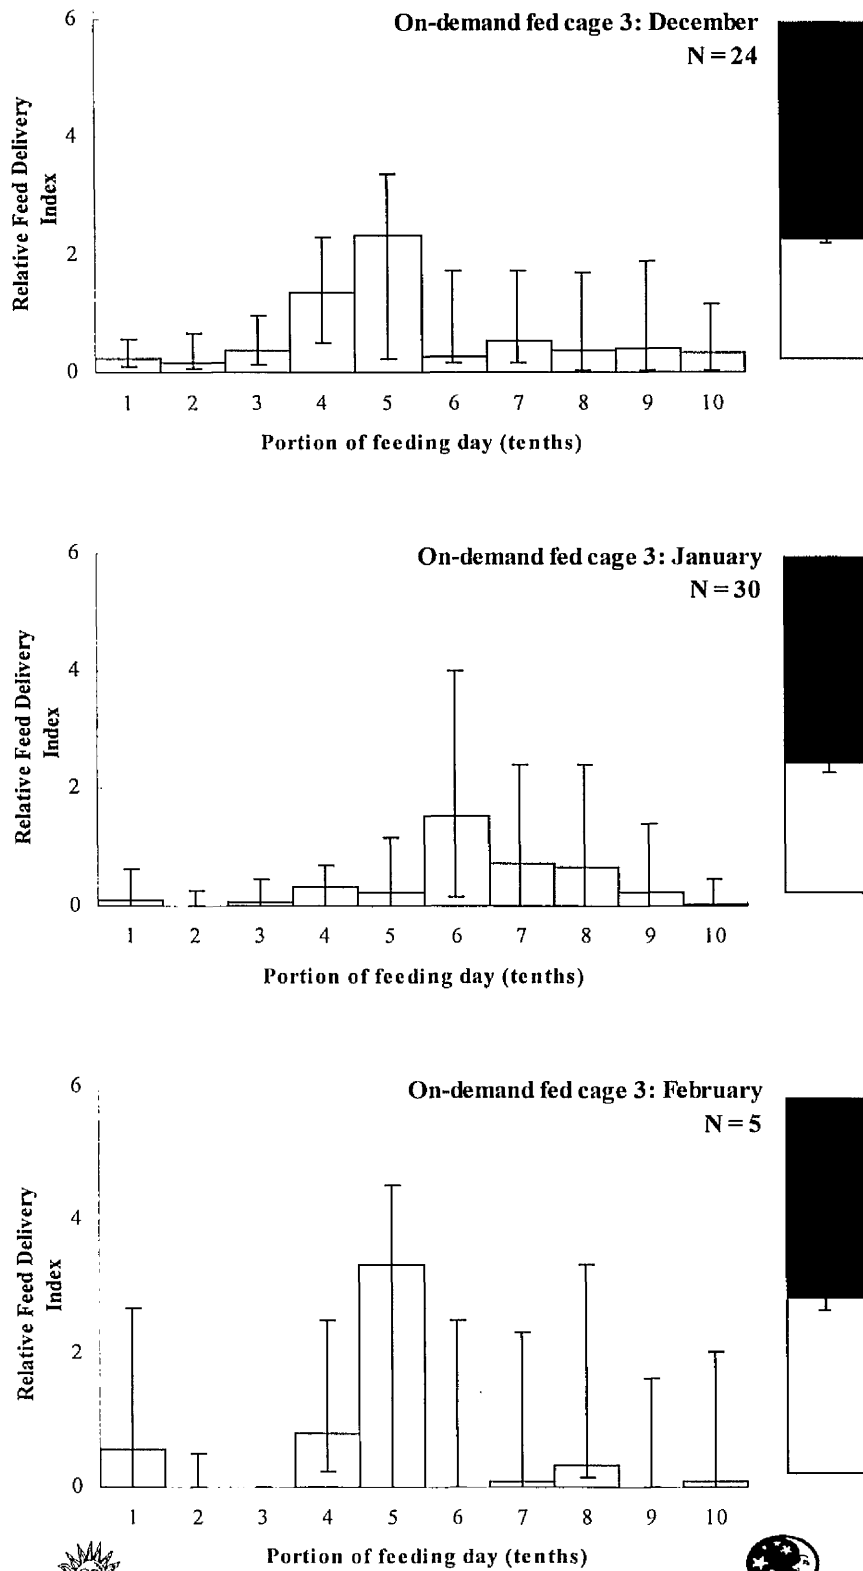 On-demand fed cage 3: December
N = 24
Relative Feed Delivery
Index
6
4
2
0
1 2 3 4 5 6 7 8 9 10
Portion of feeding day (tenths)
On-demand fed cage 3: January
N = 30
Relative Feed Delivery
Index
6
4
2
0
1 2 3 4 5 6 7 8 9 10
Portion of feeding day (tenths)
On-demand fed cage 3: February
N = 5
Relative Feed Delivery
Index
6
4
2
0
1 2 3 4 5 6 7 8 9 10
Portion of feeding day (tenths)